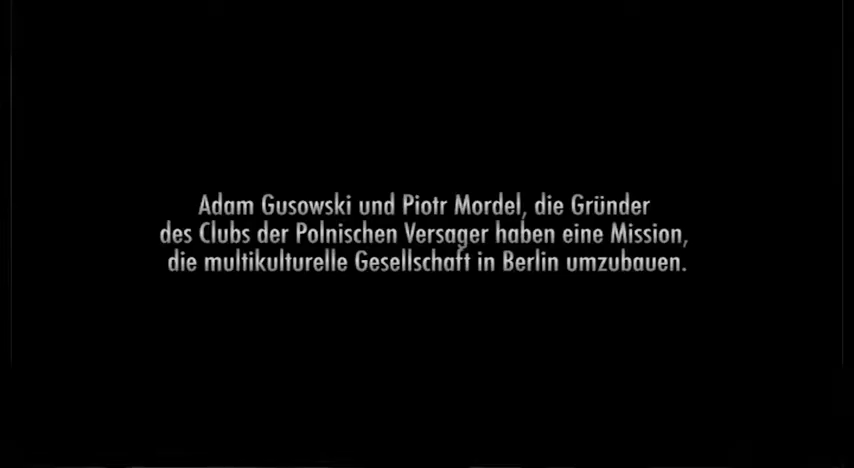 Adam Gusowski und Piotr Mordel, die Gründer
des Clubs der Polnischen Versager haben eine Mission,
die multikulturelle Gesellschaft in Berlin umzubauen.